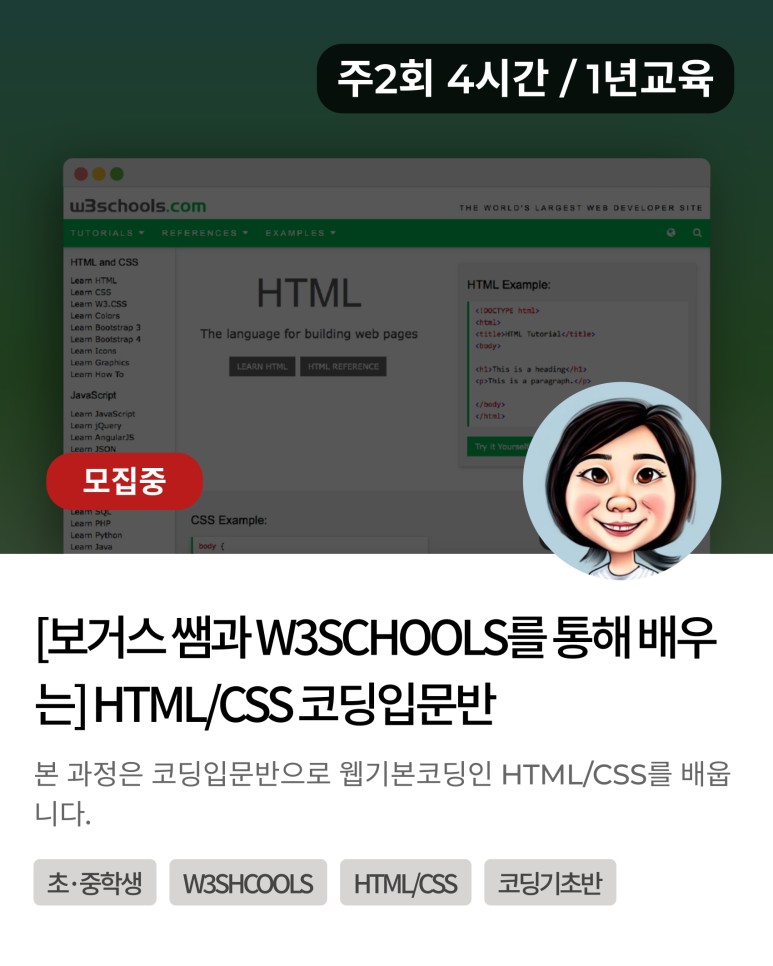 주2회 4시간 / 1년교육
w3schools.com
THE WORLD'S LARGEST WEB DEVELOPER SITE
TUTORIALS REFERENCES EXAMPLES
HTML and CSS
Learn HTML
Learn CSS
Learn W3.CSS
Learn Colors
Learn Bootstrap 3
Learn Bootstrap 4
Learn Icons
Learn Graphics
Learn How To
JavaScript
Learn JavaScript
Learn jQuery
Learn AngularJS
Learn JSON
Learn SQL
Learn PHP
Learn Python
Learn Java
HTML
The language for building web pages
LEARN HTML HTML REFERENCE
HTML Example:
<!DOCTYPE html>
<html>
<title>HTML Tutorial</title>
<body>
<h1>This is a heading</h1>
<p>This is a paragraph.</p>
</body>
</html>
Try it Yourself
CSS Example:
body {
모집중
[보거스 쌤과 W3SCHOOLS를 통해 배우
는] HTML/CSS 코딩입문반
본 과정은 코딩입문반으로 웹기본코딩인 HTML/CSS를 배웁
니다.
초·중학생 W3SHCOOLS HTML/CSS 코딩기초반